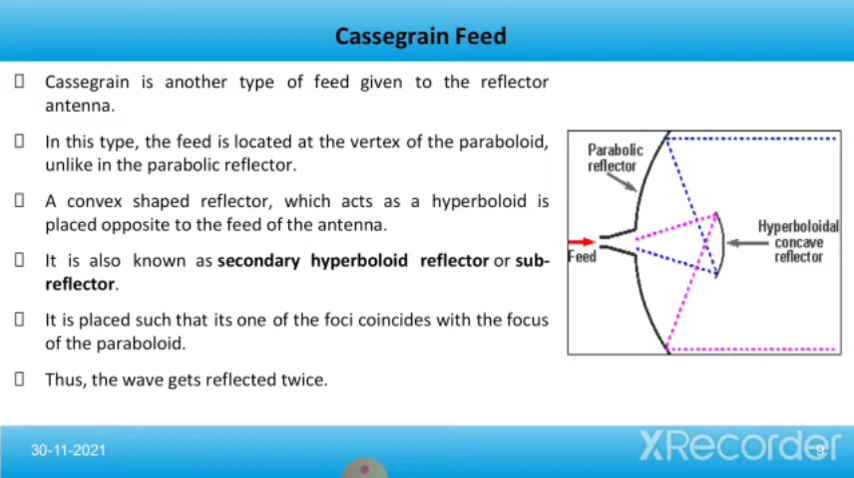 Cassegrain Feed
Cassegrain is another type of feed given to the reflector
antenna.
In this type, the feed is located at the vertex of the paraboloid,
unlike in the parabolic reflector.
A convex shaped reflector, which acts as a hyperboloid is
placed opposite to the feed of the antenna.
It is also known as secondary hyperboloid reflector or sub-
reflector.
It is placed such that its one of the foci coincides with the focus
of the paraboloid.
Thus, the wave gets reflected twice.
Parabolic
reflector
Hyperboloidal
concave
reflector
Feed
30-11-2021
XRecorder
9